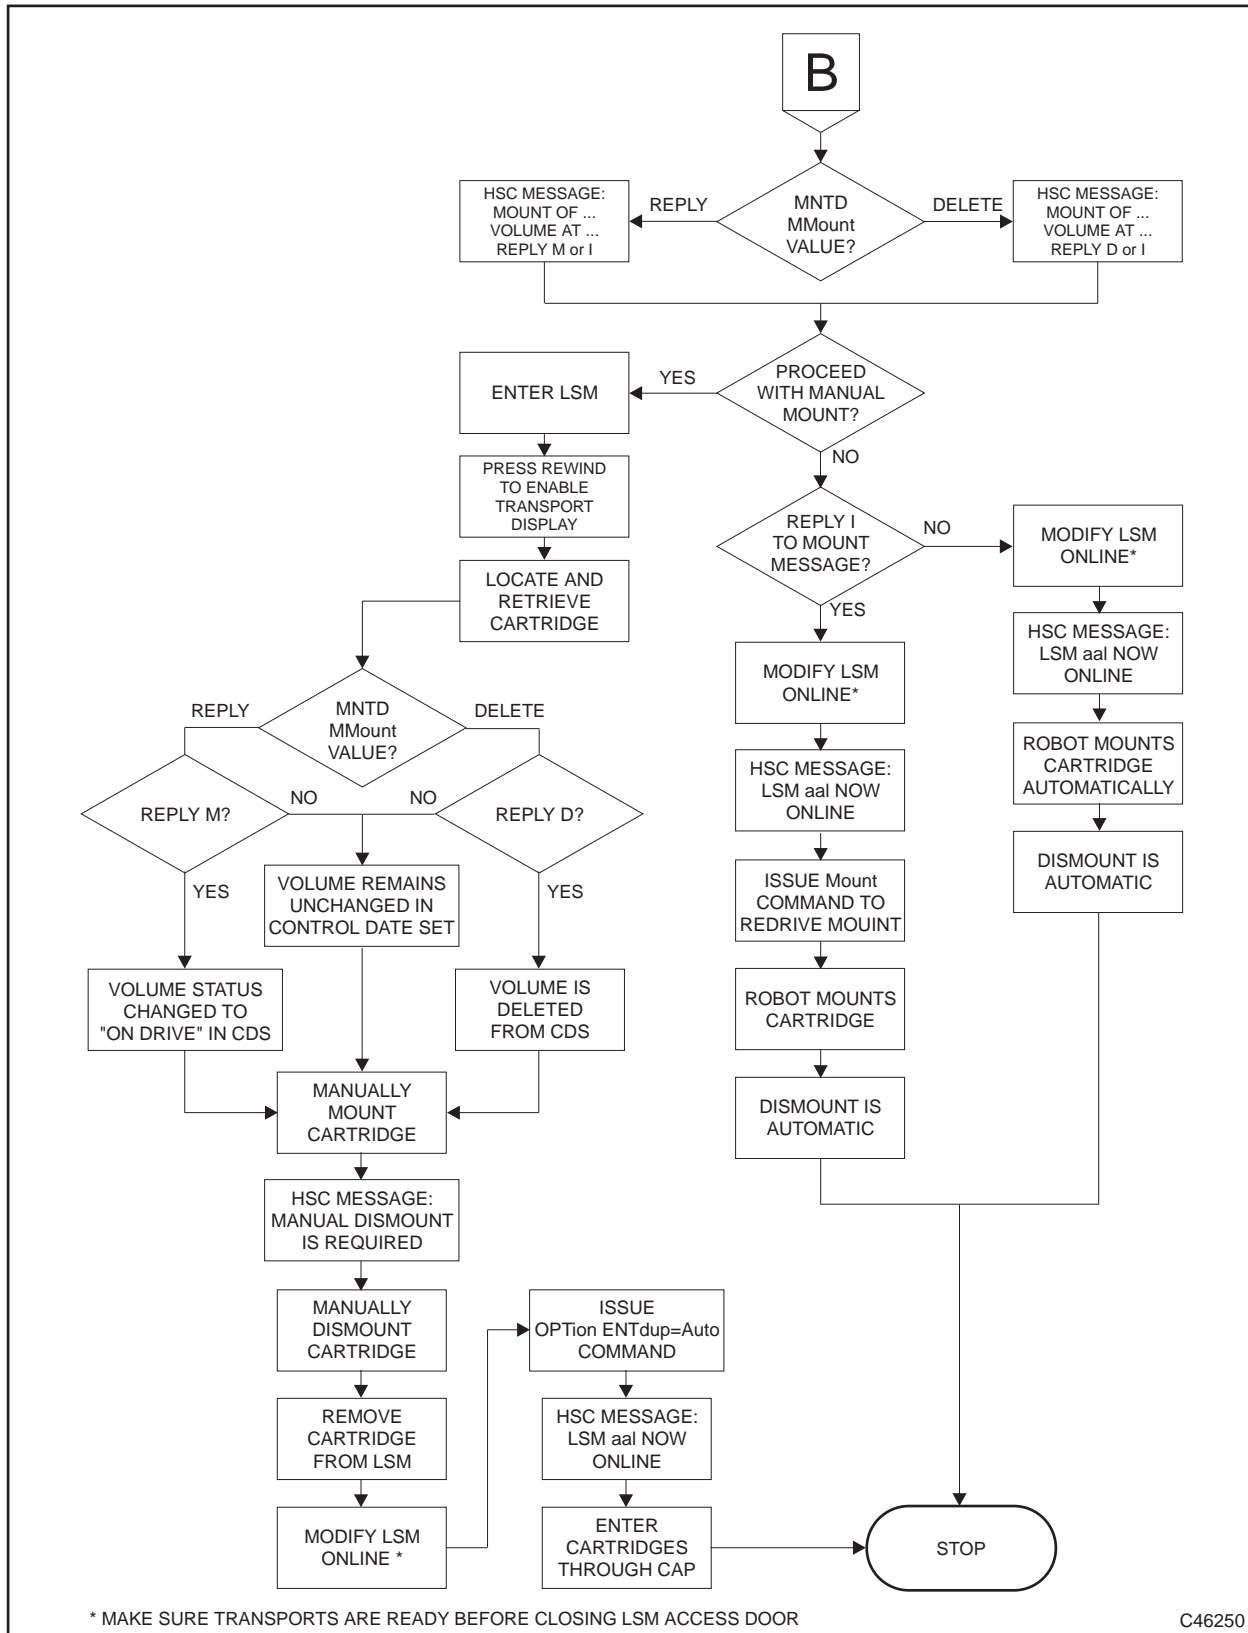 B
HSC MESSAGE:
MOUNT OF ...
VOLUME AT ...
REPLY M or I
REPLY
MNTD
MMount
VALUE?
DELETE
HSC MESSAGE:
MOUNT OF ...
VOLUME AT ...
REPLY D or I
ENTER LSM
YES
PROCEED
WITH MANUAL
MOUNT?
NO
PRESS REWIND
TO ENABLE
TRANSPORT
DISPLAY
REPLY I
TO MOUNT
MESSAGE?
NO
YES
MODIFY LSM
ONLINE*
LOCATE AND
RETRIEVE
CARTRIDGE
MODIFY LSM
ONLINE*
HSC MESSAGE:
LSM aal NOW
ONLINE
REPLY
MNTD
MMount
VALUE?
DELETE
HSC MESSAGE:
LSM aal NOW
ONLINE
ROBOT MOUNTS
CARTRIDGE
AUTOMATICALLY
REPLY M?
NO
NO
REPLY D?
YES
YES
VOLUME REMAINS
UNCHANGED IN
CONTROL DATE SET
ISSUE Mount
COMMAND TO
REDRIVE MOUINT
DISMOUNT IS
AUTOMATIC
VOLUME STATUS
CHANGED TO
"ON DRIVE" IN CDS
VOLUME IS
DELETED
FROM CDS
ROBOT MOUNTS
CARTRIDGE
MANUALLY
MOUNT
CARTRIDGE
DISMOUNT IS
AUTOMATIC
HSC MESSAGE:
MANUAL DISMOUNT
IS REQUIRED
MANUALLY
DISMOUNT
CARTRIDGE
REMOVE
CARTRIDGE
FROM LSM
MODIFY LSM
ONLINE *
ISSUE
OPTion ENTdup=Auto
COMMAND
HSC MESSAGE:
LSM aal NOW
ONLINE
ENTER
CARTRIDGES
THROUGH CAP
STOP
* MAKE SURE TRANSPORTS ARE READY BEFORE CLOSING LSM ACCESS DOOR
C46250